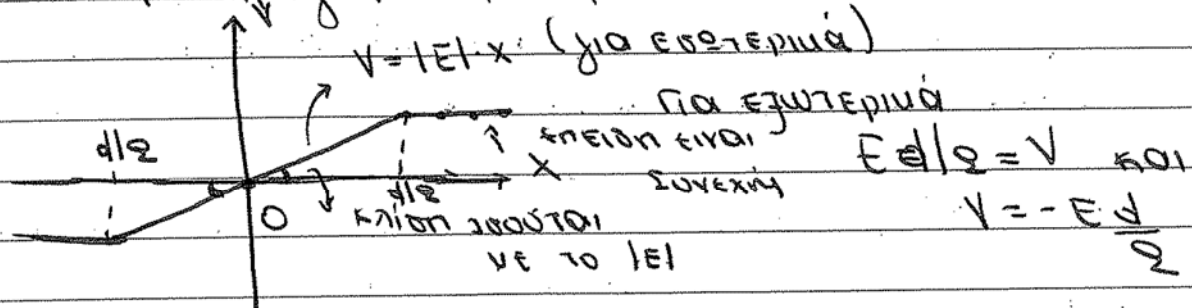 V
V = |E|·x (για εσωτερικά)
Για εξωτερικά
επειδή είναι
συνεχής
E d/2 = V και
V = -E d/2
d/2
d/2
x
O
κλίση ισούται
με το |E|